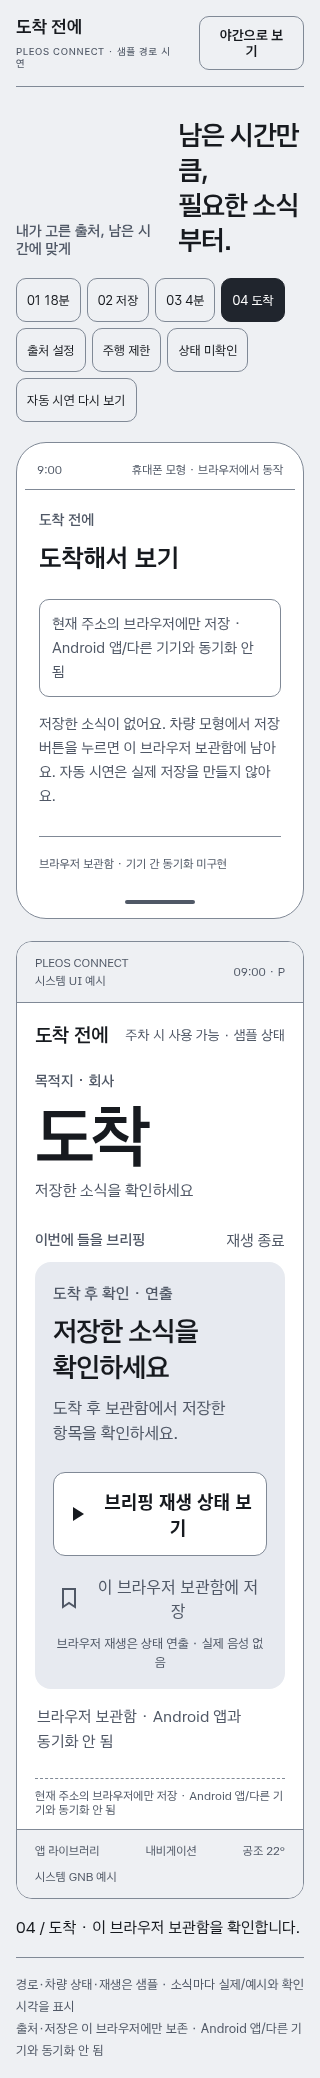 도착 전에
PLEOS CONNECT · 샘플 경로 시
연
야간으로 보
기
남은 시간만
큼,
필요한 소식
부터.
내가 고른 출처, 남은 시
간에 맞게
01 18분
02 저장
03 4분
04 도착
출처 설정
주행 제한
상태 미확인
자동 시연 다시 보기
9:00
휴대폰 모형 · 브라우저에서 동작
도착 전에
도착해서 보기
현재 주소의 브라우저에만 저장 ·
Android 앱/다른 기기와 동기화 안
됨
저장한 소식이 없어요. 차량 모형에서 저장
버튼을 누르면 이 브라우저 보관함에 남아
요. 자동 시연은 실제 저장을 만들지 않아
요.
브라우저 보관함 · 기기 간 동기화 미구현
PLEOS CONNECT
시스템 UI 예시
09:00 · P
도착 전에
주차 시 사용 가능 · 샘플 상태
목적지 · 회사
도착
저장한 소식을 확인하세요
이번에 들을 브리핑
재생 종료
도착 후 확인 · 연출
저장한 소식을
확인하세요
도착 후 보관함에서 저장한
항목을 확인하세요.
브리핑 재생 상태 보
기
이 브라우저 보관함에 저
장
브라우저 재생은 상태 연출 · 실제 음성 없
음
브라우저 보관함 · Android 앱과
동기화 안 됨
현재 주소의 브라우저에만 저장 · Android 앱/다른 기
기와 동기화 안 됨
앱 라이브러리
내비게이션
공조 22°
시스템 GNB 예시
04 / 도착 · 이 브라우저 보관함을 확인합니다.
경로·차량 상태·재생은 샘플 · 소식마다 실제/예시와 확인
시각을 표시
출처·저장은 이 브라우저에만 보존 · Android 앱/다른 기
기와 동기화 안 됨